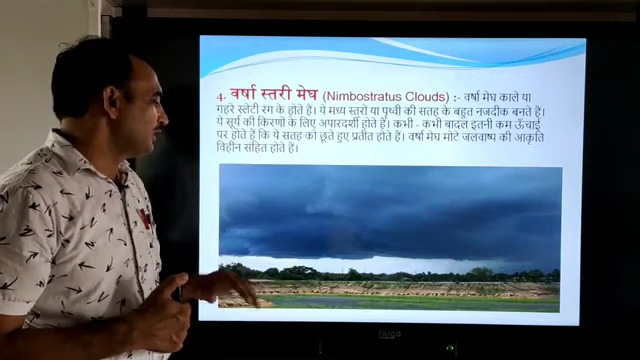 4. वर्षा स्तरी मेघ (Nimbostratus Clouds) :- वर्षा मेघ काले या
गहरे स्लेटी रंग के होते हैं। ये मध्य स्तरों या पृथ्वी की सतह के बहुत नजदीक बनते हैं।
ये सूर्य की किरणों के लिए अपारदर्शी होते हैं। कभी - कभी बादल इतनी कम ऊँचाई
पर होते हैं कि ये सतह को छूते हुए प्रतीत होते हैं। वर्षा मेघ मोटे जलवाष्प की आकृति
विहीन संहित होते हैं।